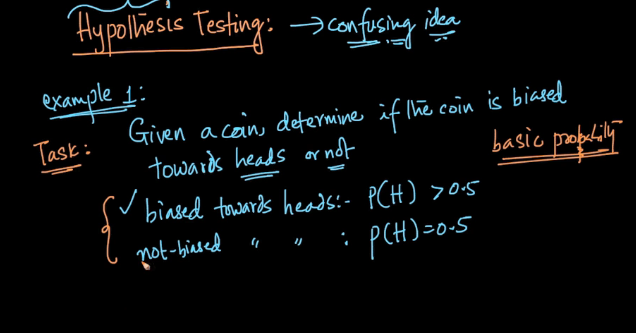 Hypothesis Testing: → confusing idea
example 1:
Task: Given a coin, determine if the coin is biased
towards heads or not
basic probability
✓ biased towards heads:- P(H) > 0.5
not-biased " " : P(H) = 0.5